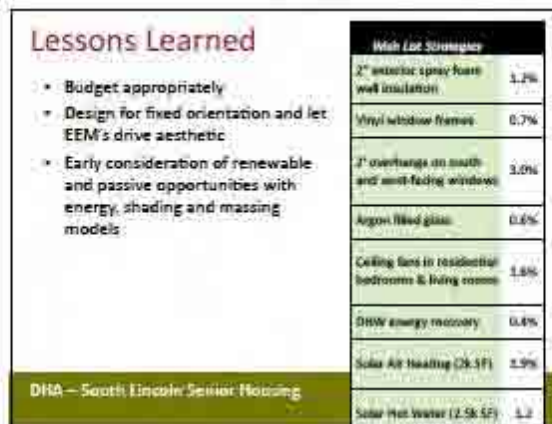 Lessons Learned
• Budget appropriately
• Design for fixed orientation and let
EEM's drive aesthetic
• Early consideration of renewable
and passive opportunities with
energy, shading and massing
models
Wish List Strategies
2" exterior spray foam
wall insulation 1.2%
Vinyl window frames 0.7%
2' overhangs on south
and west-facing windows 3.0%
Argon filled glass 0.6%
Ceiling fans in residential
bedrooms & living rooms 1.6%
DHW energy recovery 0.4%
Solar Air Heating (2k SF) 1.9%
Solar Hot Water (2.5k SF) 1.2
DHA – South Lincoln Senior Housing